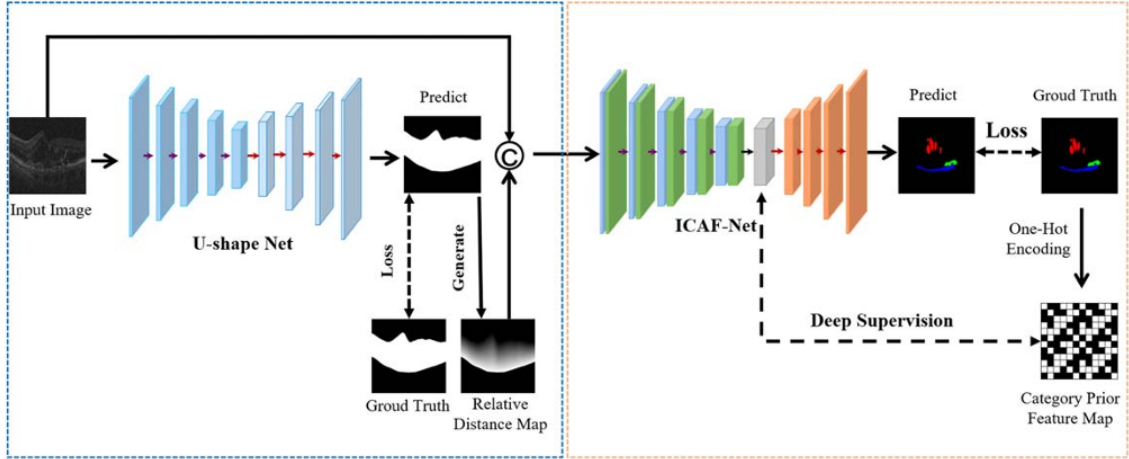 Input Image
U-shape Net
Predict
Loss
Generate
Groud Truth
Relative
Distance Map
C
ICAF-Net
Predict
Groud Truth
Loss
One-Hot
Encoding
Deep Supervision
Category Prior
Feature Map